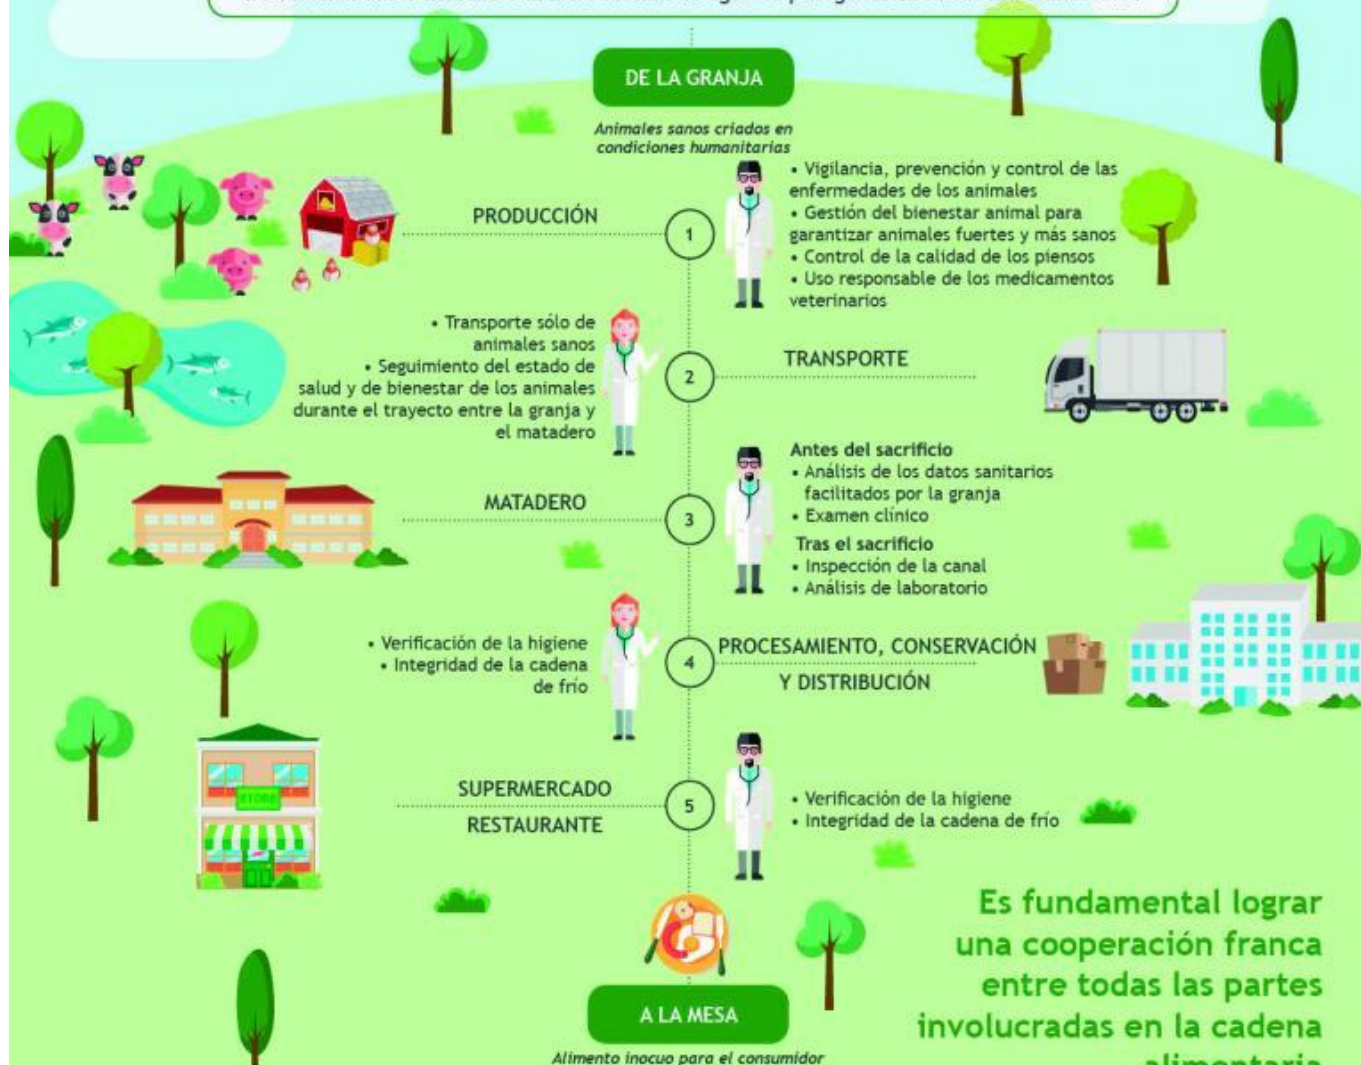 DE LA GRANJA
Animales sanos criados en
condiciones humanitarias
PRODUCCIÓN
1
• Vigilancia, prevención y control de las
enfermedades de los animales
• Gestión del bienestar animal para
garantizar animales fuertes y más sanos
• Control de la calidad de los piensos
• Uso responsable de los medicamentos
veterinarios
• Transporte sólo de
animales sanos
• Seguimiento del estado de
salud y de bienestar de los animales
durante el trayecto entre la granja y
el matadero
2
TRANSPORTE
MATADERO
3
Antes del sacrificio
• Análisis de los datos sanitarios
facilitados por la granja
• Examen clínico
Tras el sacrificio
• Inspección de la canal
• Análisis de laboratorio
• Verificación de la higiene
• Integridad de la cadena
de frío
4
PROCESAMIENTO, CONSERVACIÓN
Y DISTRIBUCIÓN
STORE
SUPERMERCADO
RESTAURANTE
5
• Verificación de la higiene
• Integridad de la cadena de frío
A LA MESA
Alimento inocuo para el consumidor
Es fundamental lograr
una cooperación franca
entre todas las partes
involucradas en la cadena
alimentaria